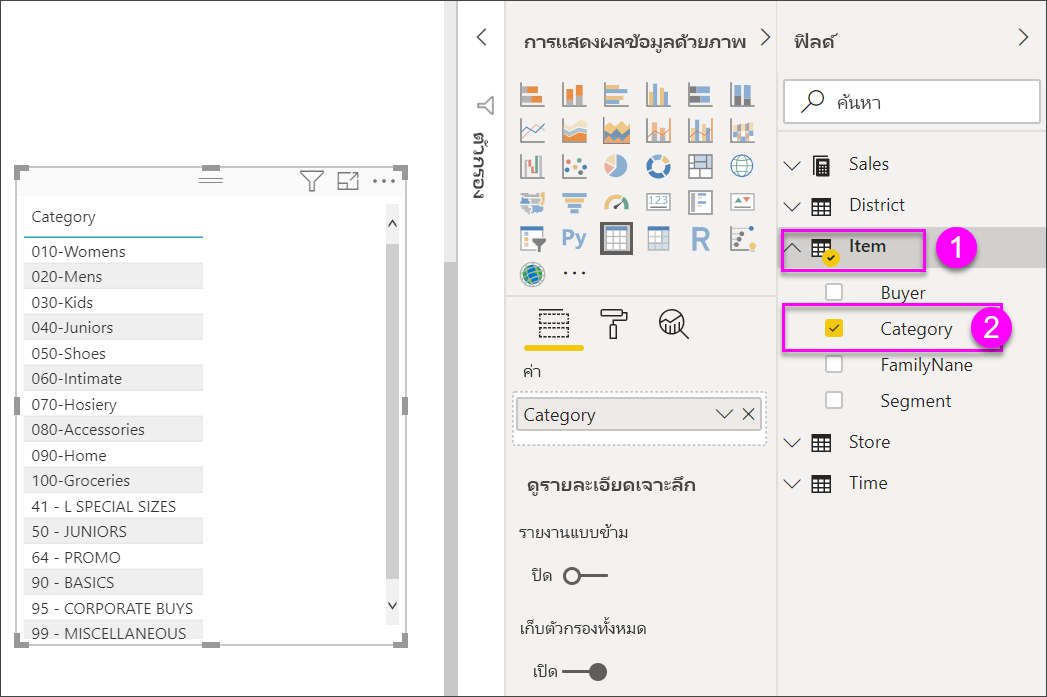 Category
010-Womens
020-Mens
030-Kids
040-Juniors
050-Shoes
060-Intimate
070-Hosiery
080-Accessories
090-Home
100-Groceries
41 - L SPECIAL SIZES
50 - JUNIORS
64 - PROMO
90 - BASICS
95 - CORPORATE BUYS
99 - MISCELLANEOUS
ตัวกรอง
การแสดงผลข้อมูลด้วยภาพ
123
Py
R
ค่า
Category
ดูรายละเอียดเจาะลึก
รายงานแบบข้าม
ปิด
เก็บตัวกรองทั้งหมด
เปิด
ฟิลด์
ค้นหา
Sales
District
Item
1
Buyer
Category
2
FamilyNane
Segment
Store
Time